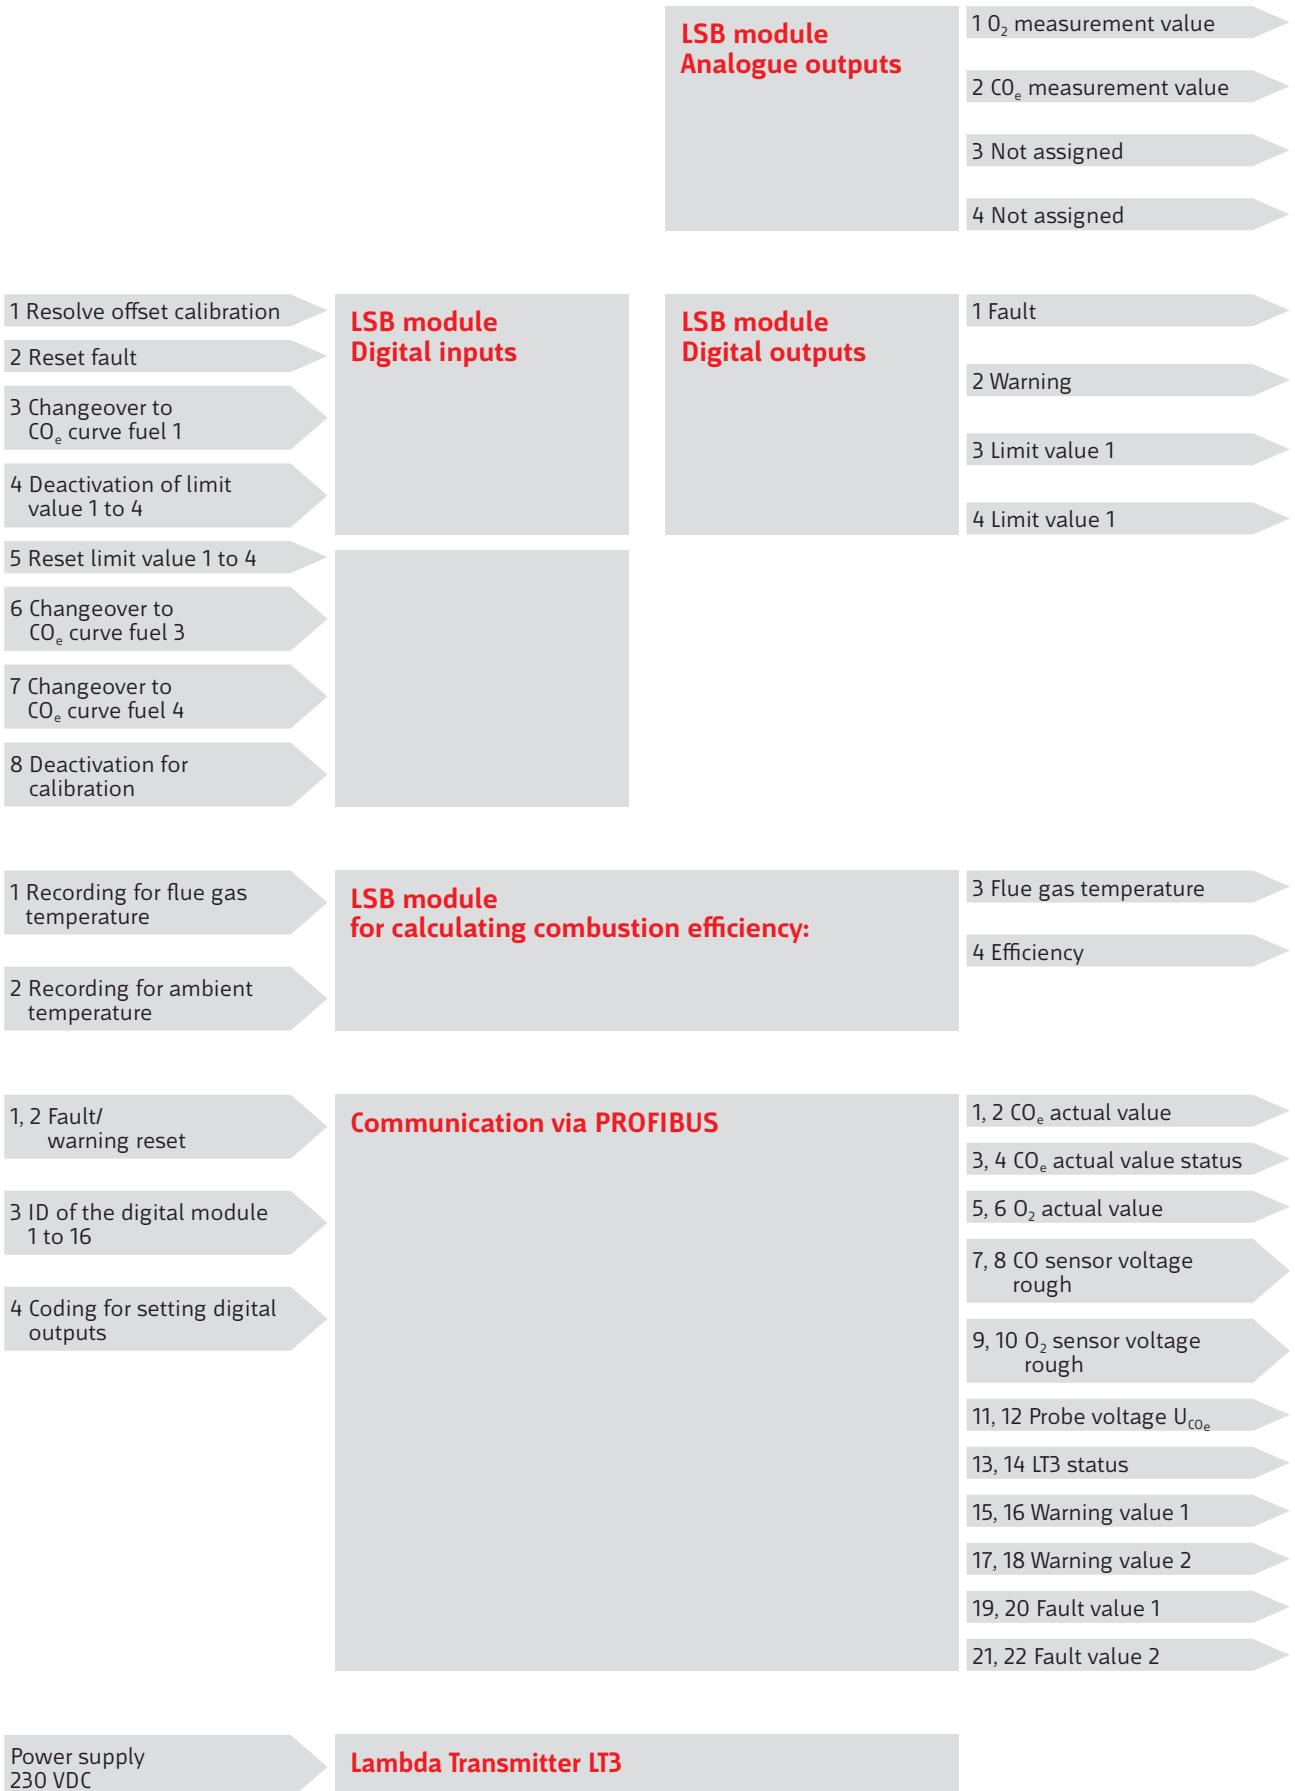 LSB module
Analogue outputs
1 O₂ measurement value
2 COₑ measurement value
3 Not assigned
4 Not assigned
1 Resolve offset calibration
2 Reset fault
3 Changeover to
COₑ curve fuel 1
4 Deactivation of limit
value 1 to 4
5 Reset limit value 1 to 4
6 Changeover to
COₑ curve fuel 3
7 Changeover to
COₑ curve fuel 4
8 Deactivation for
calibration
LSB module
Digital inputs
LSB module
Digital outputs
1 Fault
2 Warning
3 Limit value 1
4 Limit value 1
1 Recording for flue gas
temperature
2 Recording for ambient
temperature
LSB module
for calculating combustion efficiency:
3 Flue gas temperature
4 Efficiency
1, 2 Fault/
warning reset
3 ID of the digital module
1 to 16
4 Coding for setting digital
outputs
Communication via PROFIBUS
1, 2 COₑ actual value
3, 4 COₑ actual value status
5, 6 O₂ actual value
7, 8 CO sensor voltage
rough
9, 10 O₂ sensor voltage
rough
11, 12 Probe voltage U_COₑ
13, 14 LT3 status
15, 16 Warning value 1
17, 18 Warning value 2
19, 20 Fault value 1
21, 22 Fault value 2
Power supply
230 VDC
Lambda Transmitter LT3